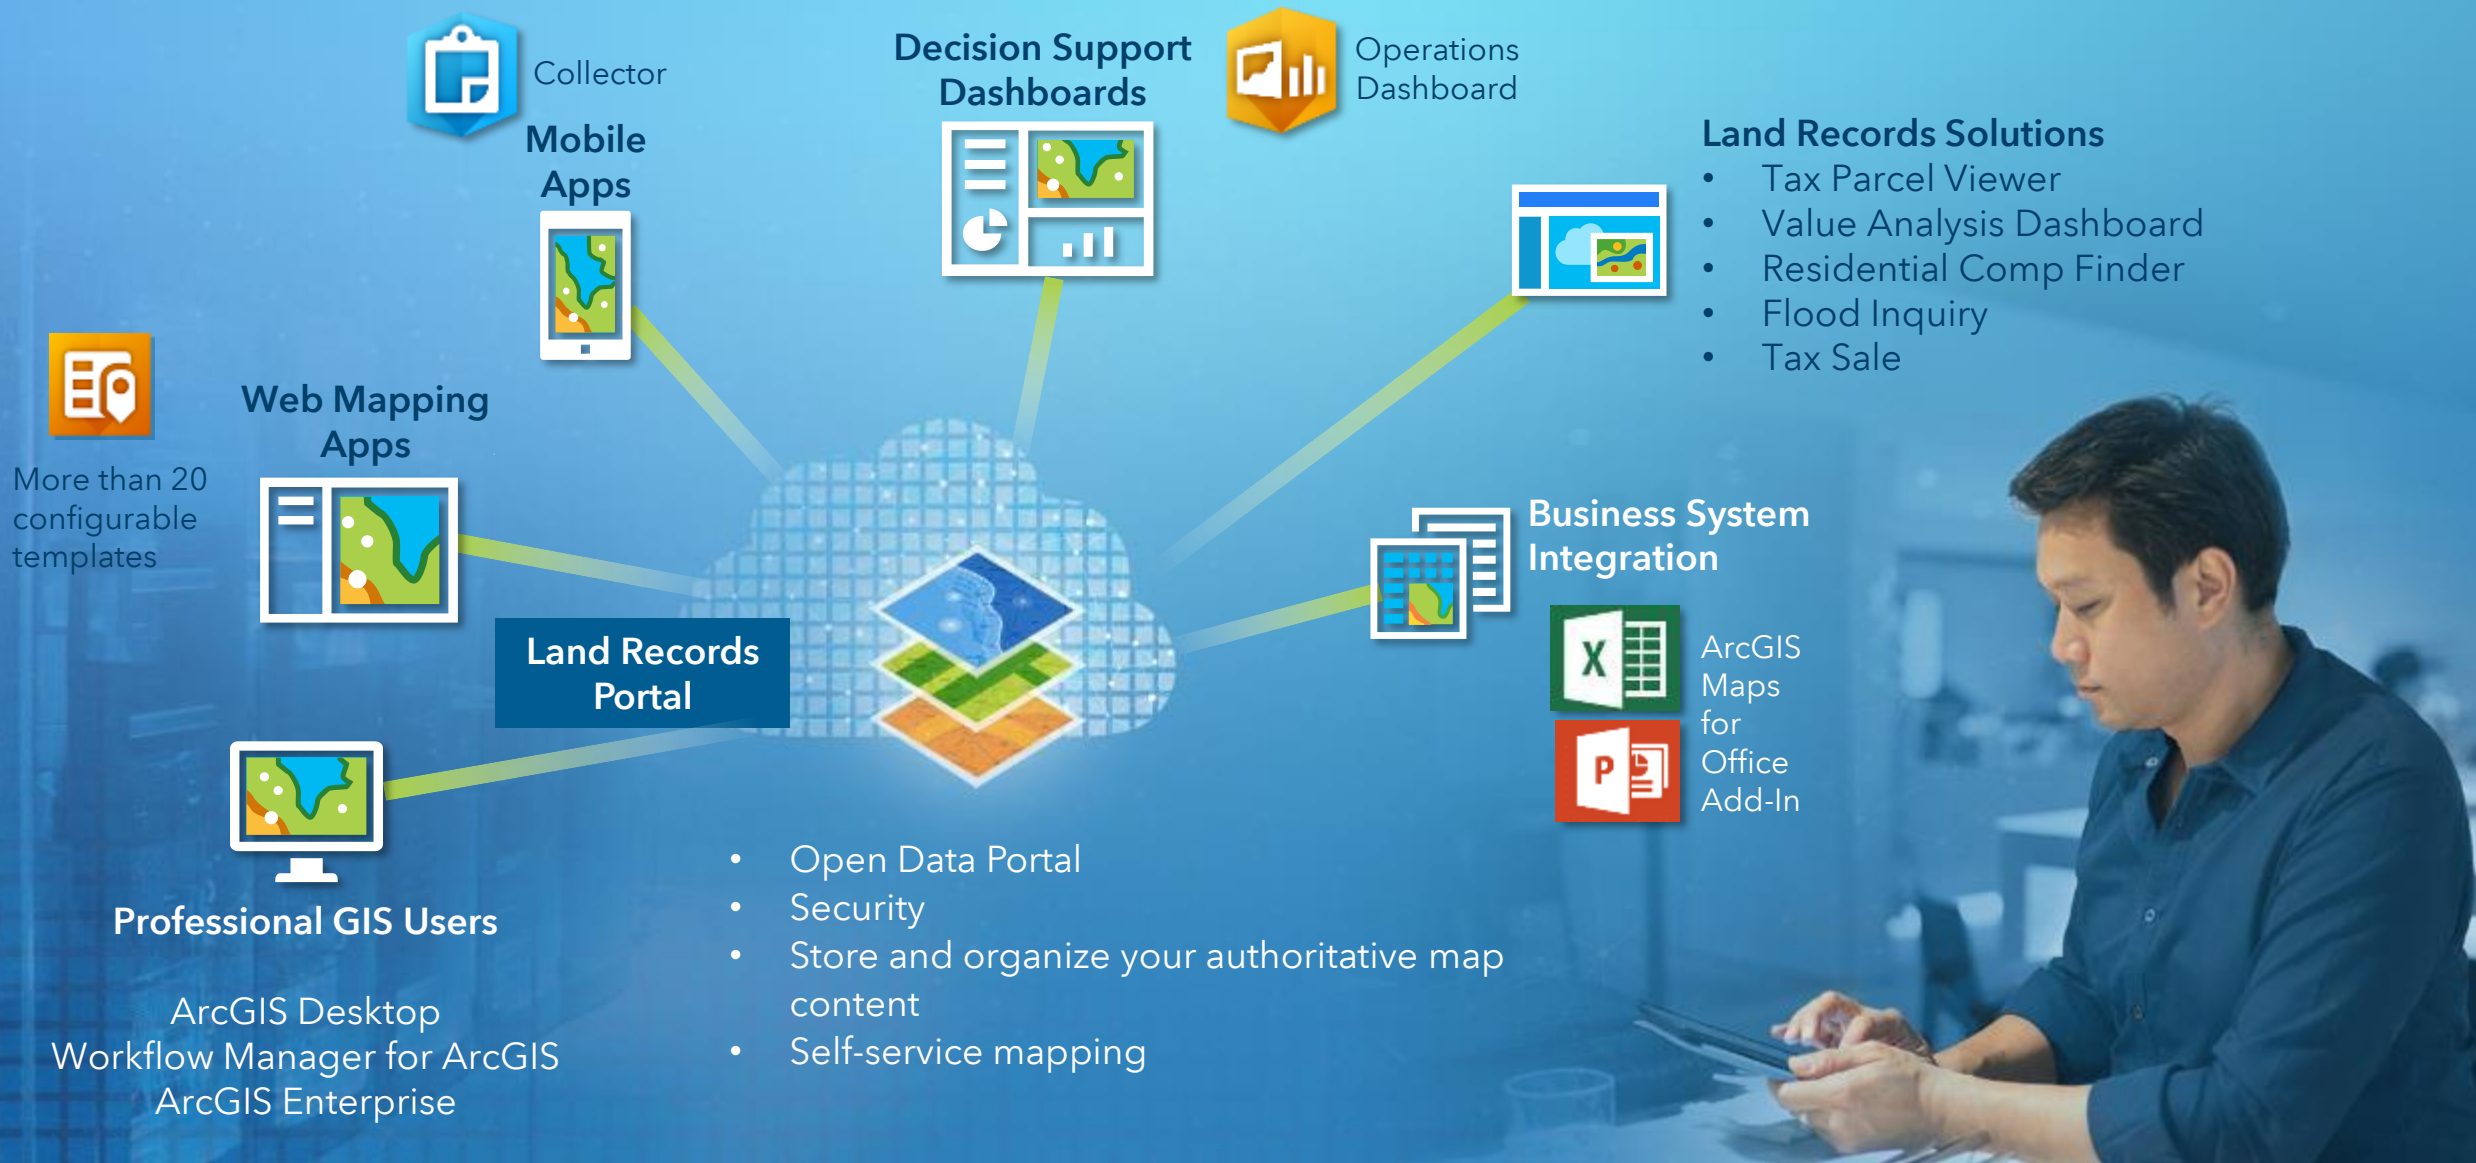 Collector
Mobile
Apps
Decision Support
Dashboards
Operations
Dashboard
Land Records Solutions
• Tax Parcel Viewer
• Value Analysis Dashboard
• Residential Comp Finder
• Flood Inquiry
• Tax Sale
More than 20
configurable
templates
Web Mapping
Apps
Business System
Integration
X
P
ArcGIS
Maps
for
Office
Add-In
Land Records
Portal
Professional GIS Users
ArcGIS Desktop
Workflow Manager for ArcGIS
ArcGIS Enterprise
• Open Data Portal
• Security
• Store and organize your authoritative map
content
• Self-service mapping